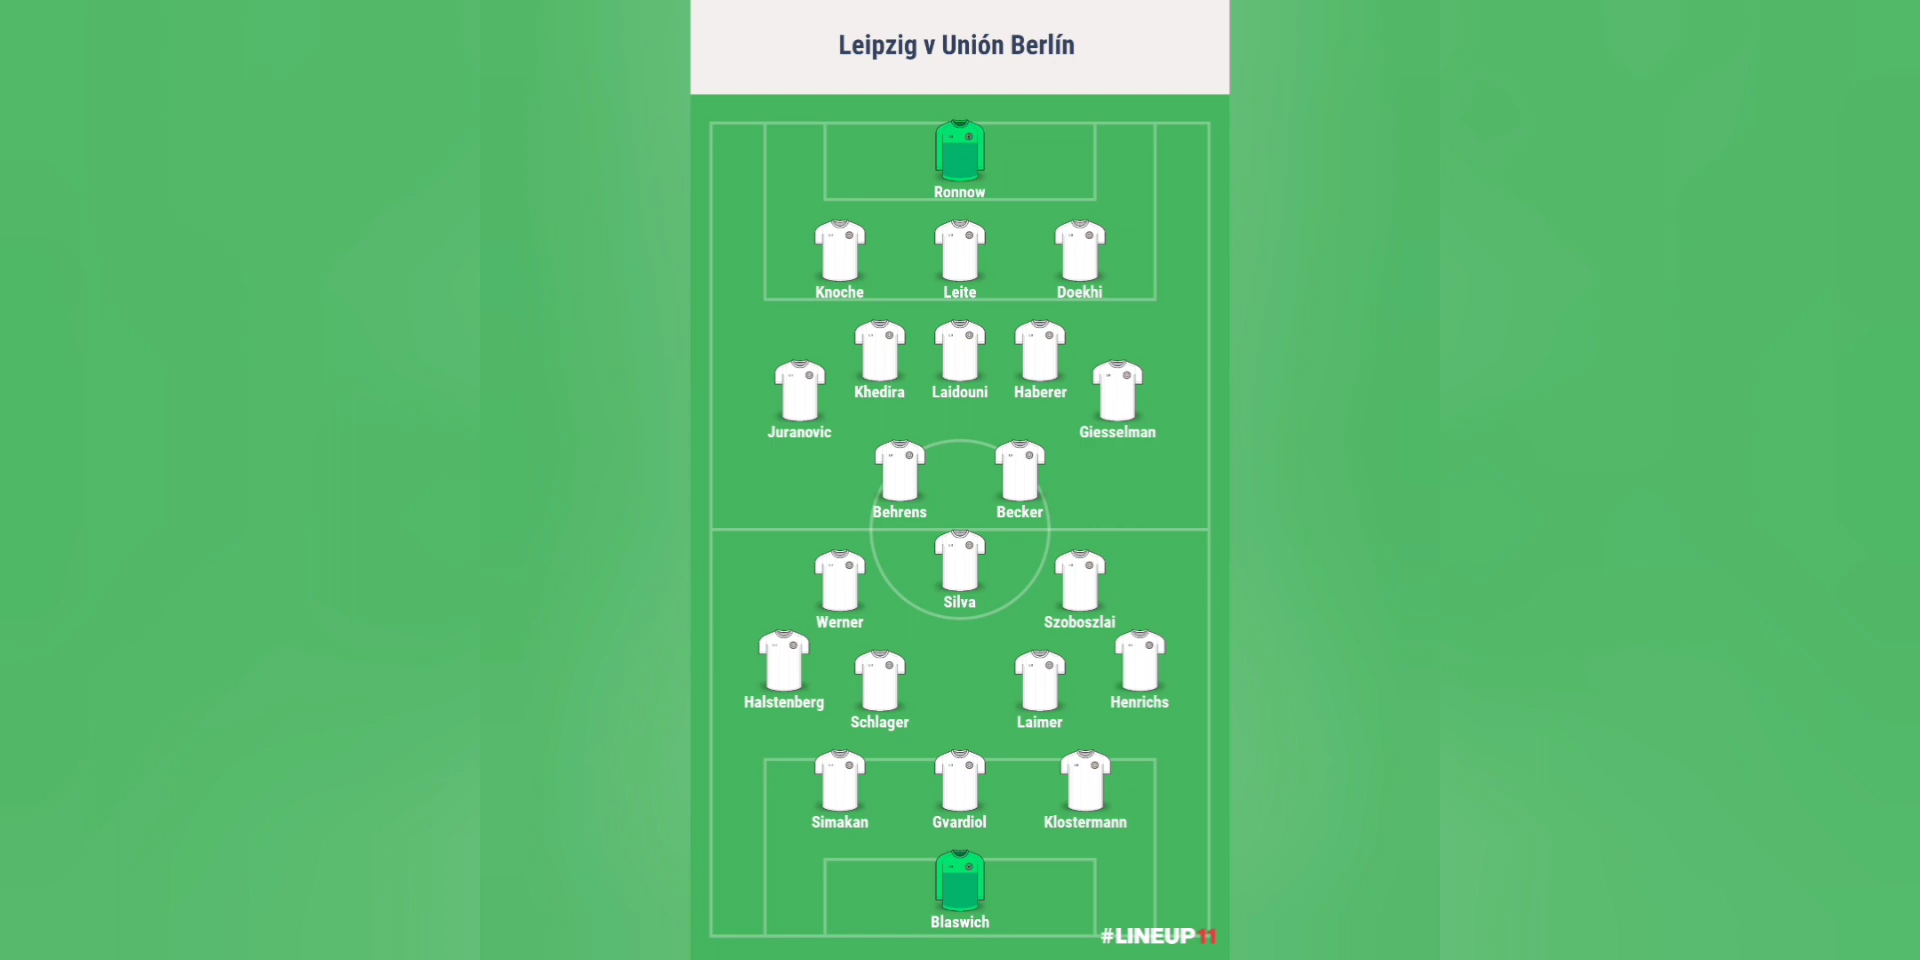 Leipzig v Unión Berlín
Ronnow
Knoche Leite Doekhi
Khedira Laidouni Haberer
Juranovic Giesselman
Behrens Becker
Silva
Werner Szoboszlai
Halstenberg Henrichs
Schlager Laimer
Simakan Gvardiol Klostermann
Blaswich
#LINEUP11